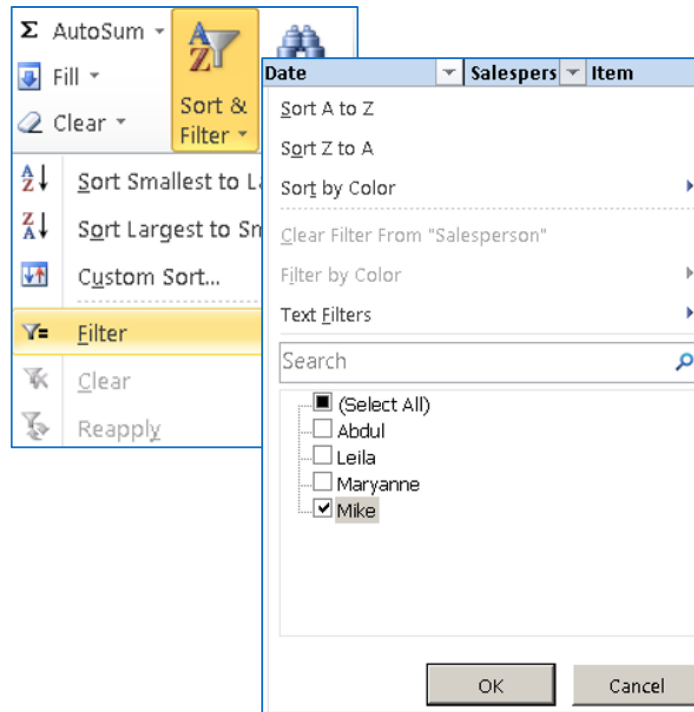 Σ AutoSum
Fill
Clear
Sort &
Filter
Sort Smallest to L
Sort Largest to Sn
Custom Sort...
Filter
Clear
Reapply
Date Salespers Item
Sort A to Z
Sort Z to A
Sort by Color
Clear Filter From "Salesperson"
Filter by Color
Text Filters
Search
(Select All)
Abdul
Leila
Maryanne
Mike
OK Cancel